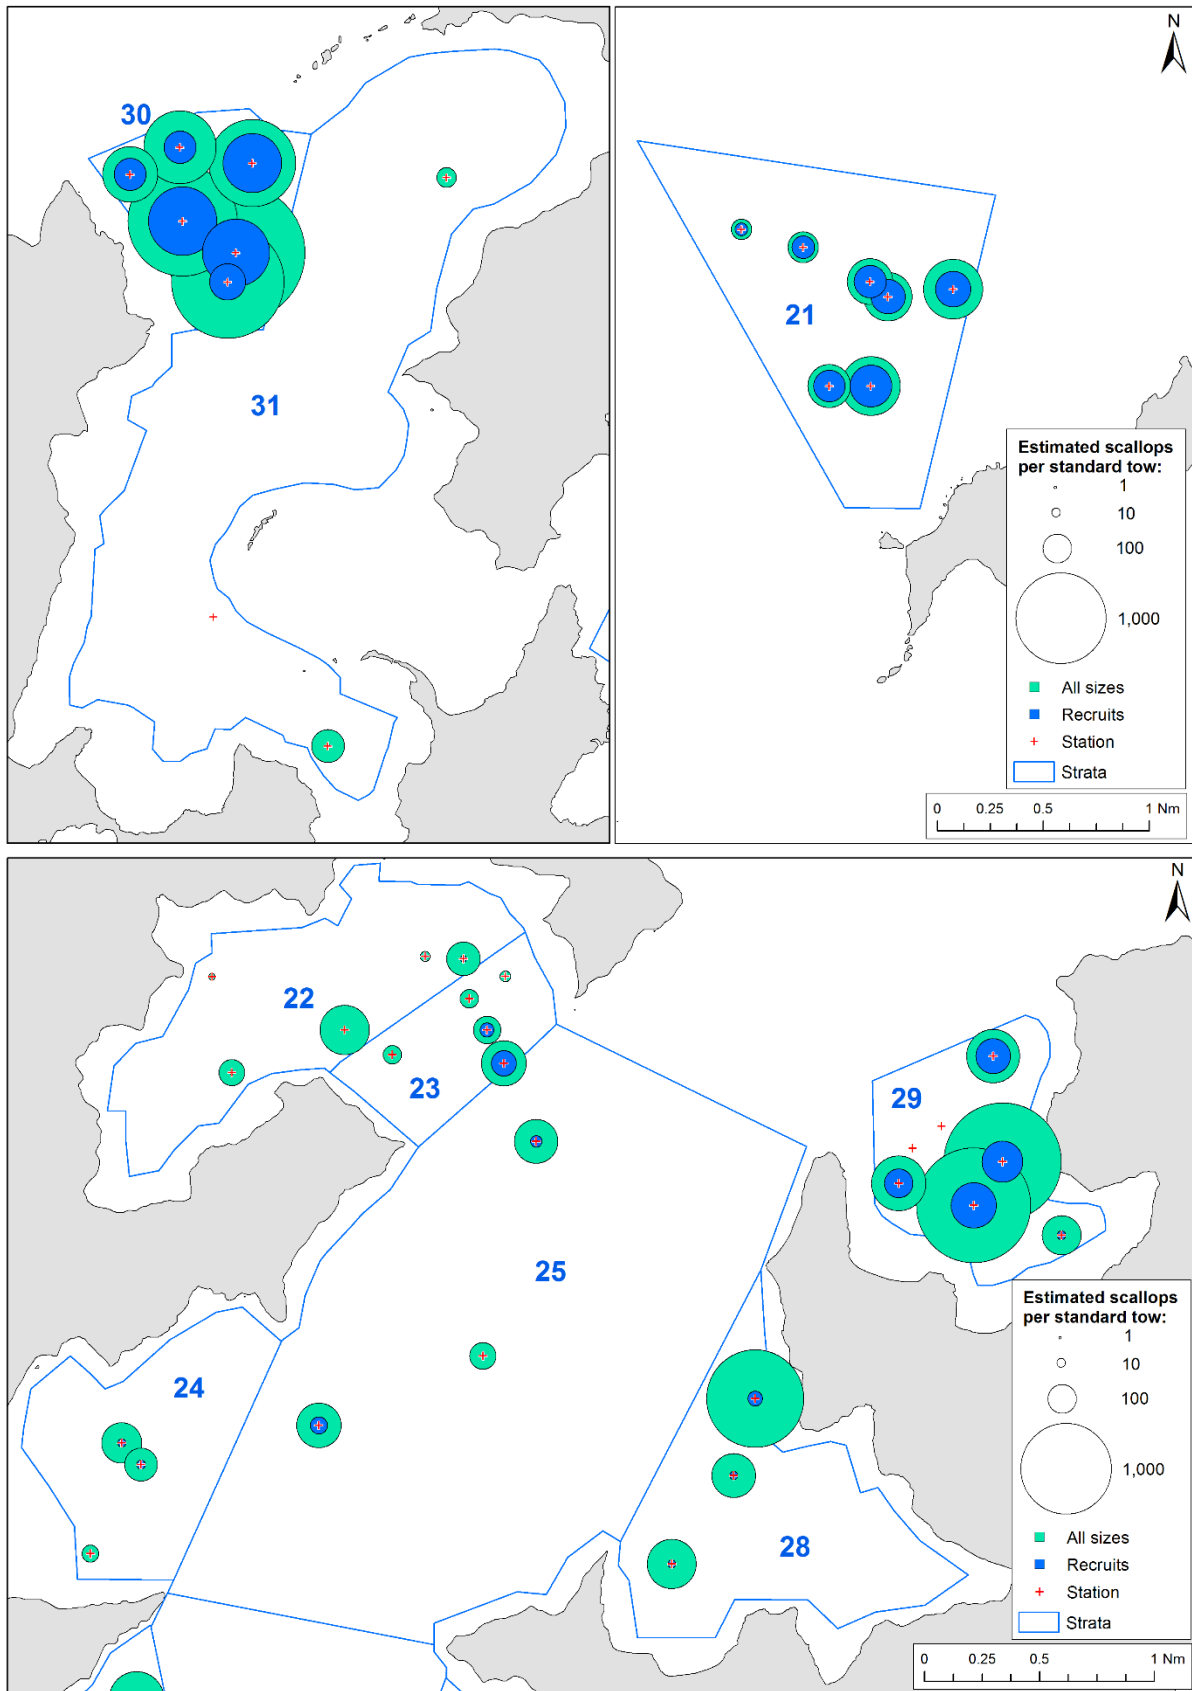 N
30
31
21
Estimated scallops
per standard tow:
1
10
100
1,000
All sizes
Recruits
Station
Strata
0 0.25 0.5 1 Nm
N
22
23
29
25
24
28
Estimated scallops
per standard tow:
1
10
100
1,000
All sizes
Recruits
Station
Strata
0 0.25 0.5 1 Nm